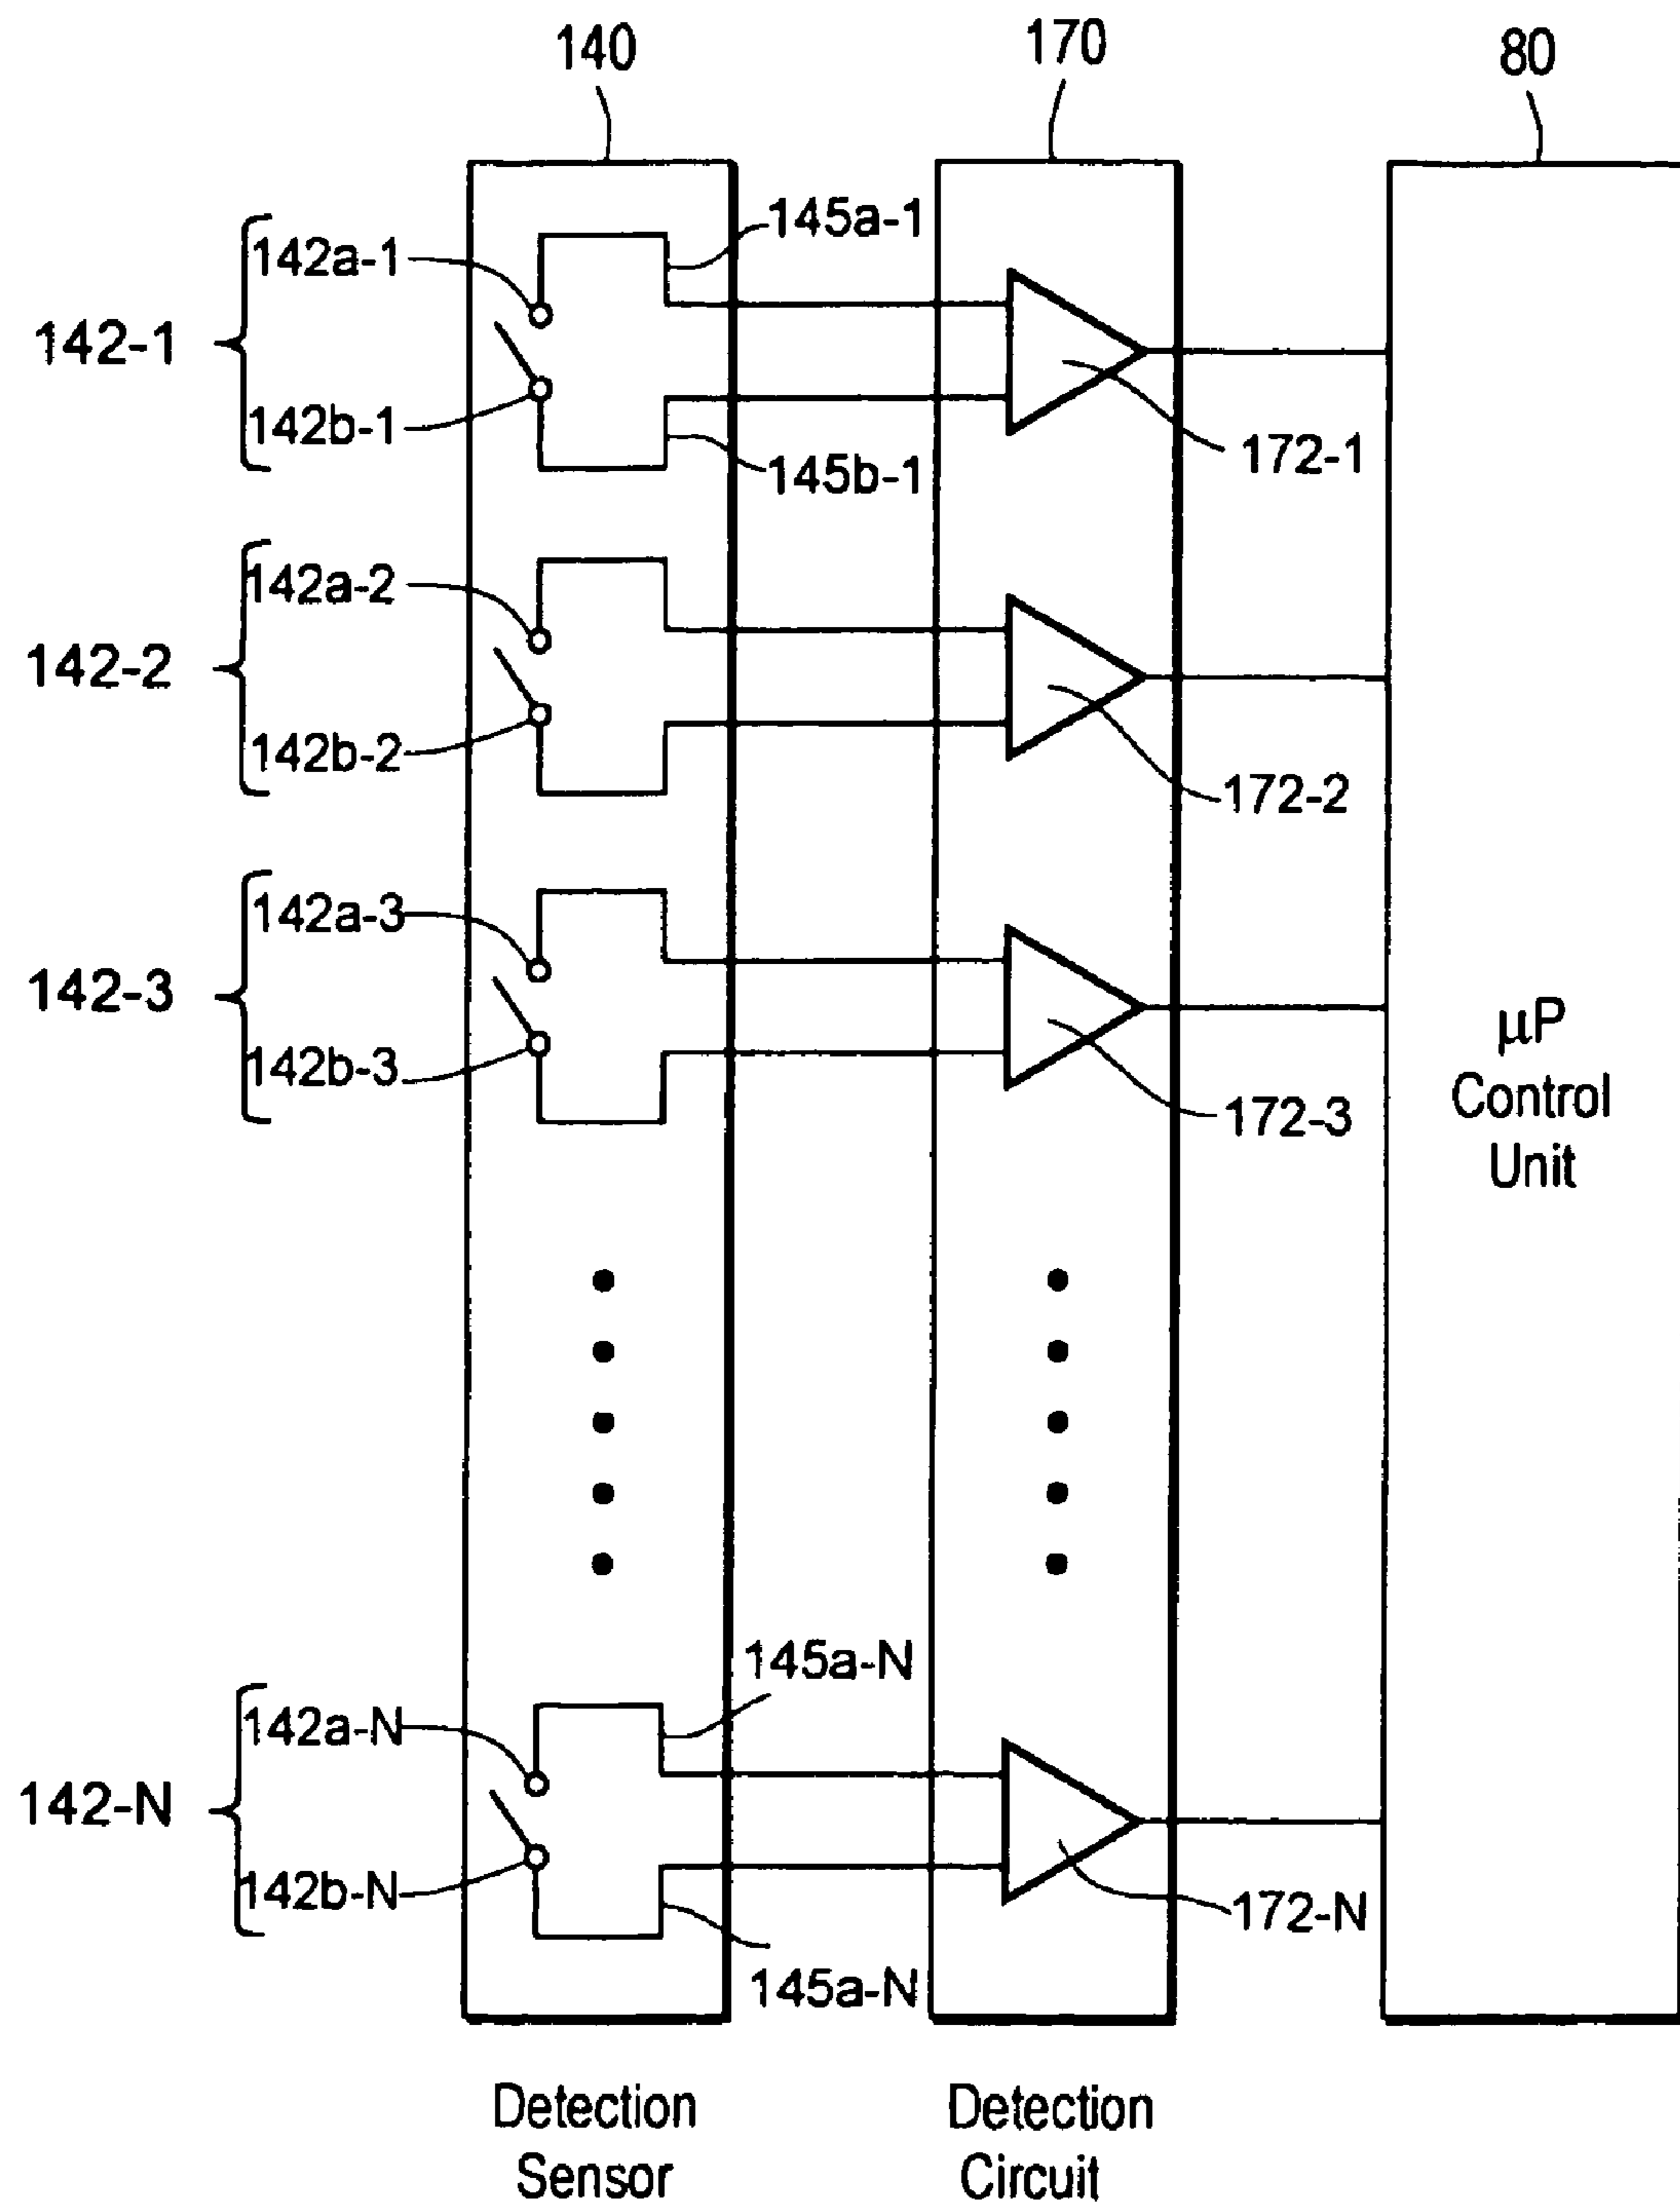 140
170
80
145a-1
142a-1
142-1
142b-1
172-1
145b-1
142a-2
142-2
142b-2
172-2
142a-3
142-3
142b-3
172-3
μP
Control
Unit
145a-N
142a-N
142-N
142b-N
172-N
145a-N
Detection
Sensor
Detection
Circuit